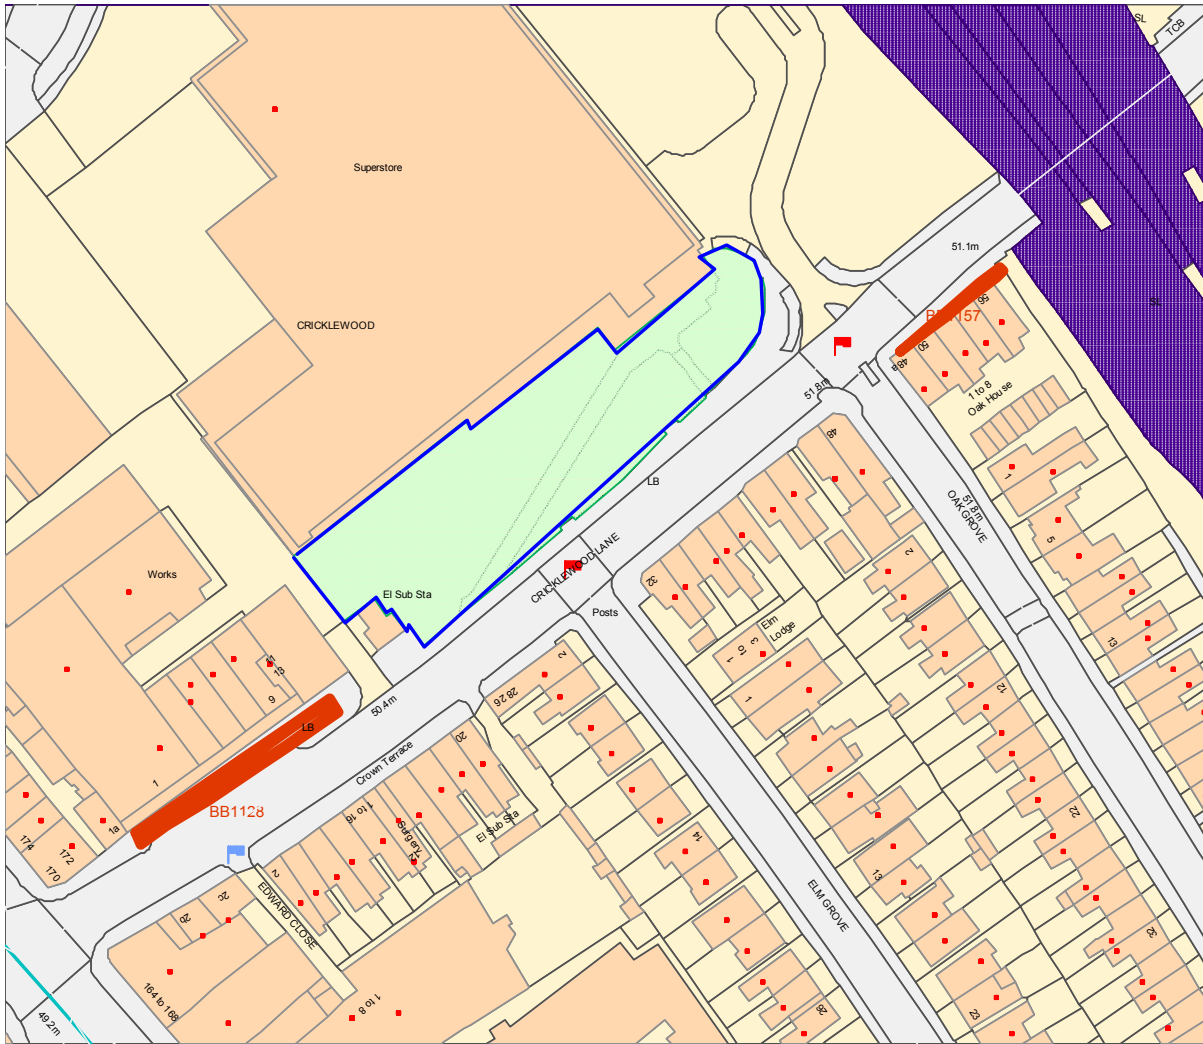 SL
TCB
Superstore
51.1m
SL
CRICKLEWOOD
56
50
48a
51.8m
1 to 8
Oak House
48
1
LB
51.8m
OAK GROVE
5
CRICKLEWOOD LANE
2
32
Works
El Sub Sta
Posts
Elm
Lodge
1 to 3
13
12
1
2
28 26
11
13
9
50.4m
LB
20
Crown Terrace
1
BB1128
1 to 16
Surgery
El Sub Sta
22
1a
174
172
170
14
13
2
EDWARD CLOSE
ELM GROVE
32
164 to 168
1 to 8
26
23
49.2m